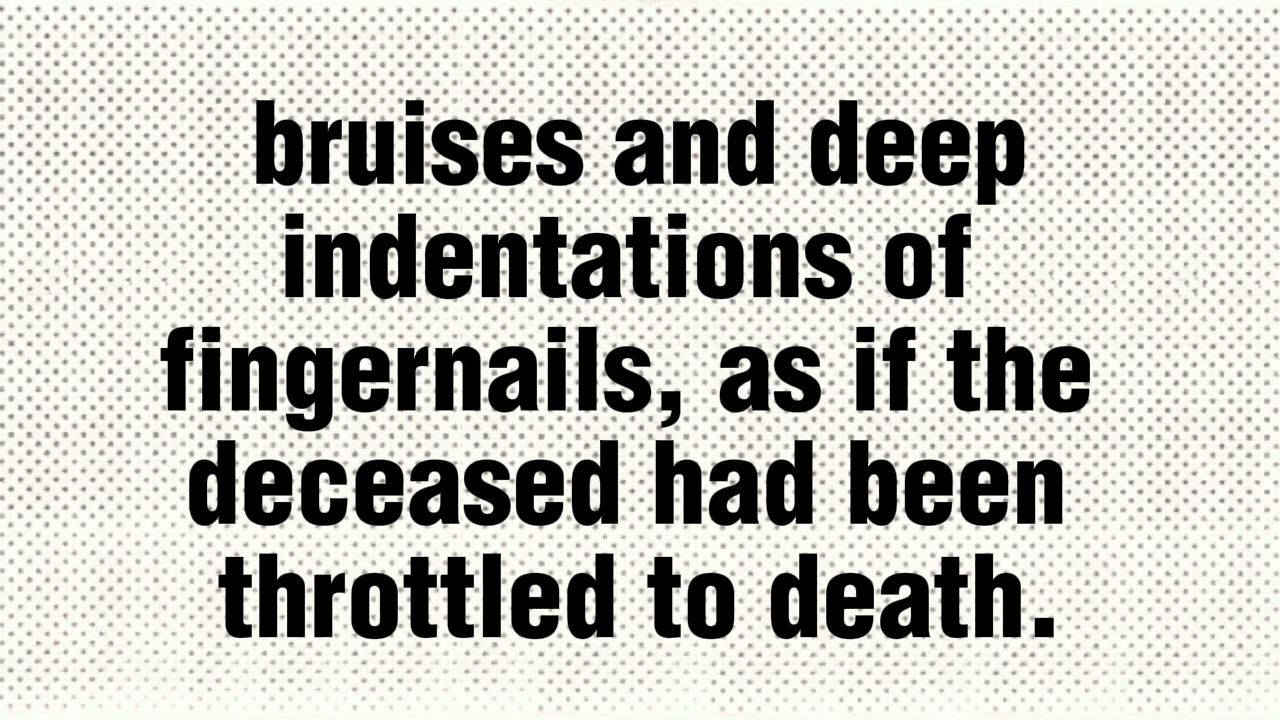 bruises and deep
indentations of
fingernails, as if the
deceased had been
throttled to death.